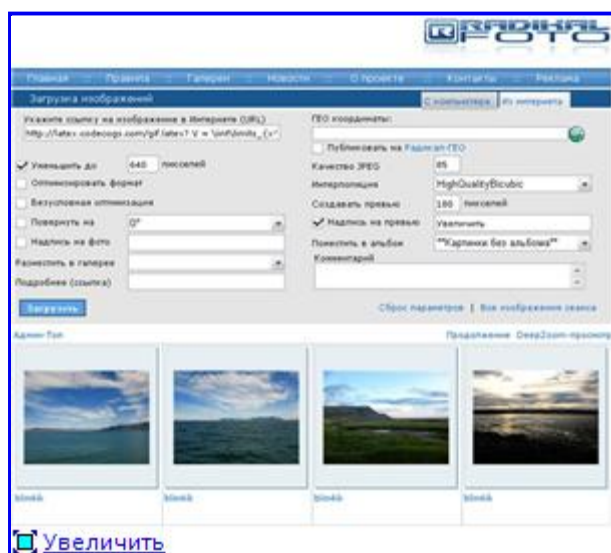 RADIKAL
FOTO
Главная :: Правила :: Галереи :: Новости :: О проекте :: Контакты :: Реклама
Загрузка изображений
С компьютера
Из интернета
Укажите ссылку на изображение в Интернете (URL)
ГЕО координаты:
Публиковать на Радикал-ГЕО
Уменьшить до 640 пикселей
Качество JPEG 85
Оптимизировать формат
Интерполяция HighQualityBicubic
Безусловная оптимизация
Создавать превью 180 пикселей
Повернуть на 0°
Надпись на превью Увеличить
Надпись на фото
Поместить в альбом **Картинки без альбома**
Разместить в галерее
Комментарий
Подробнее (ссылка)
Загрузить
Сброс параметров | Все изображения сеанса
Админ-Топ
Продолжение
Увеличить